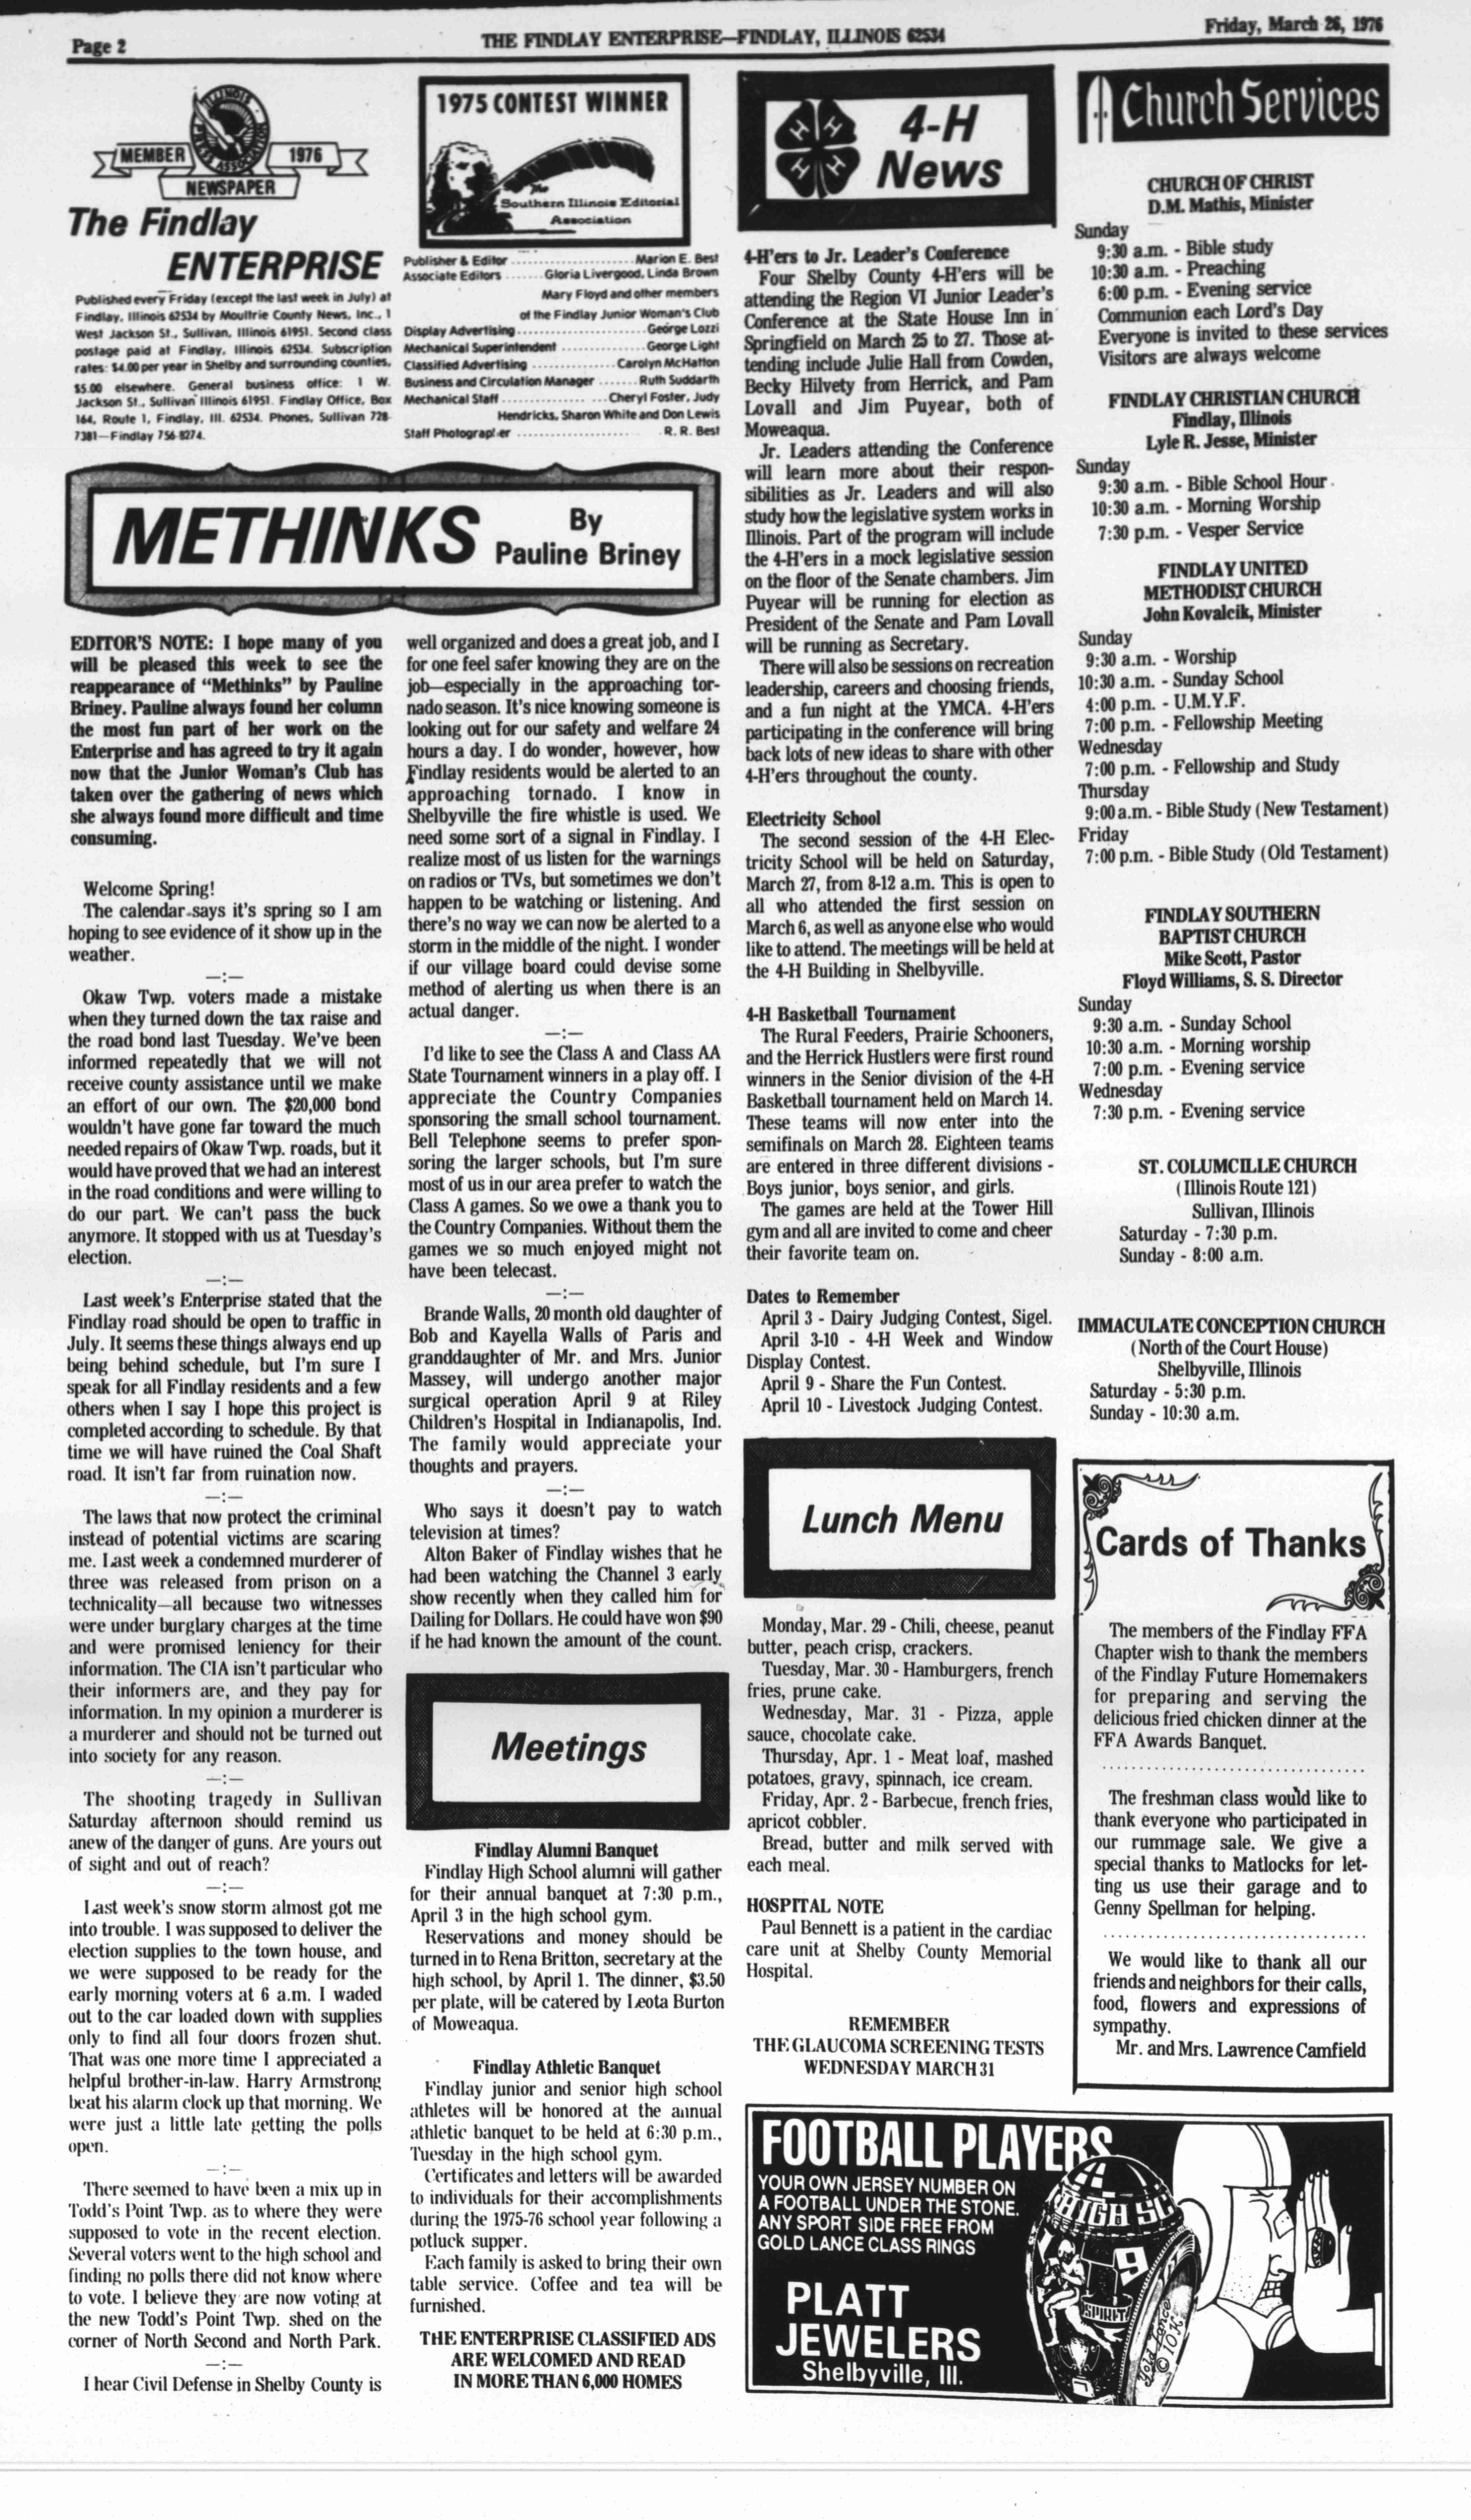 Page 2
THE FINDLAY ENTERPRISE—FINDLAY, ILLINOIS 62534
Friday, March 26, 1976
ILLINOIS
PRESS ASSOCIATION
MEMBER
1976
NEWSPAPER
The Findlay
ENTERPRISE
Published every Friday (except the last week in July) at
Findlay, Illinois 62534 by Moultrie County News, Inc., 1
West Jackson St., Sullivan, Illinois 61951. Second class
postage paid at Findlay, Illinois 62534. Subscription
rates: $4.00 per year in Shelby and surrounding counties,
$5.00 elsewhere. General business office: 1 W.
Jackson St., Sullivan Illinois 61951. Findlay Office, Box
164, Route 1, Findlay, Ill. 62534. Phones, Sullivan 728-
7381—Findlay 756-8274.
1975 CONTEST WINNER
The
Southern Illinois Editorial
Association
Publisher & Editor ..................... Marion E. Best
Associate Editors ...... Gloria Livergood, Linda Brown
Mary Floyd and other members
of the Findlay Junior Woman's Club
Display Advertising ..................... George Lozzi
Mechanical Superintendent .............. George Light
Classified Advertising .............. Carolyn McHatton
Business and Circulation Manager ....... Ruth Suddarth
Mechanical Staff .................. Cheryl Foster, Judy
Hendricks, Sharon White and Don Lewis
Staff Photographer .................. R. R. Best
METHINKS
By
Pauline Briney
EDITOR'S NOTE: I hope many of you
will be pleased this week to see the
reappearance of "Methinks" by Pauline
Briney. Pauline always found her column
the most fun part of her work on the
Enterprise and has agreed to try it again
now that the Junior Woman's Club has
taken over the gathering of news which
she always found more difficult and time
consuming.
Welcome Spring!
The calendar says it's spring so I am
hoping to see evidence of it show up in the
weather.
—:—
Okaw Twp. voters made a mistake
when they turned down the tax raise and
the road bond last Tuesday. We've been
informed repeatedly that we will not
receive county assistance until we make
an effort of our own. The $20,000 bond
wouldn't have gone far toward the much
needed repairs of Okaw Twp. roads, but it
would have proved that we had an interest
in the road conditions and were willing to
do our part. We can't pass the buck
anymore. It stopped with us at Tuesday's
election.
—:—
Last week's Enterprise stated that the
Findlay road should be open to traffic in
July. It seems these things always end up
being behind schedule, but I'm sure I
speak for all Findlay residents and a few
others when I say I hope this project is
completed according to schedule. By that
time we will have ruined the Coal Shaft
road. It isn't far from ruination now.
—:—
The laws that now protect the criminal
instead of potential victims are scaring
me. Last week a condemned murderer of
three was released from prison on a
technicality—all because two witnesses
were under burglary charges at the time
and were promised leniency for their
information. The CIA isn't particular who
their informers are, and they pay for
information. In my opinion a murderer is
a murderer and should not be turned out
into society for any reason.
—:—
The shooting tragedy in Sullivan
Saturday afternoon should remind us
anew of the danger of guns. Are yours out
of sight and out of reach?
—:—
Last week's snow storm almost got me
into trouble. I was supposed to deliver the
election supplies to the town house, and
we were supposed to be ready for the
early morning voters at 6 a.m. I waded
out to the car loaded down with supplies
only to find all four doors frozen shut.
That was one more time I appreciated a
helpful brother-in-law. Harry Armstrong
beat his alarm clock up that morning. We
were just a little late getting the polls
open.
—:—
There seemed to have been a mix up in
Todd's Point Twp. as to where they were
supposed to vote in the recent election.
Several voters went to the high school and
finding no polls there did not know where
to vote. I believe they are now voting at
the new Todd's Point Twp. shed on the
corner of North Second and North Park.
—:—
I hear Civil Defense in Shelby County is
well organized and does a great job, and I
for one feel safer knowing they are on the
job—especially in the approaching tor-
nado season. It's nice knowing someone is
looking out for our safety and welfare 24
hours a day. I do wonder, however, how
Findlay residents would be alerted to an
approaching tornado. I know in
Shelbyville the fire whistle is used. We
need some sort of a signal in Findlay. I
realize most of us listen for the warnings
on radios or TVs, but sometimes we don't
happen to be watching or listening. And
there's no way we can now be alerted to a
storm in the middle of the night. I wonder
if our village board could devise some
method of alerting us when there is an
actual danger.
—:—
I'd like to see the Class A and Class AA
State Tournament winners in a play off. I
appreciate the Country Companies
sponsoring the small school tournament.
Bell Telephone seems to prefer spon-
soring the larger schools, but I'm sure
most of us in our area prefer to watch the
Class A games. So we owe a thank you to
the Country Companies. Without them the
games we so much enjoyed might not
have been telecast.
—:—
Brande Walls, 20 month old daughter of
Bob and Kayella Walls of Paris and
granddaughter of Mr. and Mrs. Junior
Massey, will undergo another major
surgical operation April 9 at Riley
Children's Hospital in Indianapolis, Ind.
The family would appreciate your
thoughts and prayers.
—:—
Who says it doesn't pay to watch
television at times?
Alton Baker of Findlay wishes that he
had been watching the Channel 3 early
show recently when they called him for
Dailing for Dollars. He could have won $90
if he had known the amount of the count.
Meetings
Findlay Alumni Banquet
Findlay High School alumni will gather
for their annual banquet at 7:30 p.m.,
April 3 in the high school gym.
Reservations and money should be
turned in to Rena Britton, secretary at the
high school, by April 1. The dinner, $3.50
per plate, will be catered by Leota Burton
of Moweaqua.
Findlay Athletic Banquet
Findlay junior and senior high school
athletes will be honored at the annual
athletic banquet to be held at 6:30 p.m.,
Tuesday in the high school gym.
Certificates and letters will be awarded
to individuals for their accomplishments
during the 1975-76 school year following a
potluck supper.
Each family is asked to bring their own
table service. Coffee and tea will be
furnished.
THE ENTERPRISE CLASSIFIED ADS
ARE WELCOMED AND READ
IN MORE THAN 6,000 HOMES
H H H H
4-H
News
4-H'ers to Jr. Leader's Conference
Four Shelby County 4-H'ers will be
attending the Region VI Junior Leader's
Conference at the State House Inn in
Springfield on March 25 to 27. Those at-
tending include Julie Hall from Cowden,
Becky Hilvety from Herrick, and Pam
Lovall and Jim Puyear, both of
Moweaqua.
Jr. Leaders attending the Conference
will learn more about their respon-
sibilities as Jr. Leaders and will also
study how the legislative system works in
Illinois. Part of the program will include
the 4-H'ers in a mock legislative session
on the floor of the Senate chambers. Jim
Puyear will be running for election as
President of the Senate and Pam Lovall
will be running as Secretary.
There will also be sessions on recreation
leadership, careers and choosing friends,
and a fun night at the YMCA. 4-H'ers
participating in the conference will bring
back lots of new ideas to share with other
4-H'ers throughout the county.
Electricity School
The second session of the 4-H Elec-
tricity School will be held on Saturday,
March 27, from 8-12 a.m. This is open to
all who attended the first session on
March 6, as well as anyone else who would
like to attend. The meetings will be held at
the 4-H Building in Shelbyville.
4-H Basketball Tournament
The Rural Feeders, Prairie Schooners,
and the Herrick Hustlers were first round
winners in the Senior division of the 4-H
Basketball tournament held on March 14.
These teams will now enter into the
semifinals on March 28. Eighteen teams
are entered in three different divisions -
Boys junior, boys senior, and girls.
The games are held at the Tower Hill
gym and all are invited to come and cheer
their favorite team on.
Dates to Remember
April 3 - Dairy Judging Contest, Sigel.
April 3-10 - 4-H Week and Window
Display Contest.
April 9 - Share the Fun Contest.
April 10 - Livestock Judging Contest.
Lunch Menu
Monday, Mar. 29 - Chili, cheese, peanut
butter, peach crisp, crackers.
Tuesday, Mar. 30 - Hamburgers, french
fries, prune cake.
Wednesday, Mar. 31 - Pizza, apple
sauce, chocolate cake.
Thursday, Apr. 1 - Meat loaf, mashed
potatoes, gravy, spinnach, ice cream.
Friday, Apr. 2 - Barbecue, french fries,
apricot cobbler.
Bread, butter and milk served with
each meal.
HOSPITAL NOTE
Paul Bennett is a patient in the cardiac
care unit at Shelby County Memorial
Hospital.
REMEMBER
THE GLAUCOMA SCREENING TESTS
WEDNESDAY MARCH 31
Church Services
CHURCH OF CHRIST
D.M. Mathis, Minister
Sunday
9:30 a.m. - Bible study
10:30 a.m. - Preaching
6:00 p.m. - Evening service
Communion each Lord's Day
Everyone is invited to these services
Visitors are always welcome
FINDLAY CHRISTIAN CHURCH
Findlay, Illinois
Lyle R. Jesse, Minister
Sunday
9:30 a.m. - Bible School Hour
10:30 a.m. - Morning Worship
7:30 p.m. - Vesper Service
FINDLAY UNITED
METHODIST CHURCH
John Kovalcik, Minister
Sunday
9:30 a.m. - Worship
10:30 a.m. - Sunday School
4:00 p.m. - U.M.Y.F.
7:00 p.m. - Fellowship Meeting
Wednesday
7:00 p.m. - Fellowship and Study
Thursday
9:00 a.m. - Bible Study (New Testament)
Friday
7:00 p.m. - Bible Study (Old Testament)
FINDLAY SOUTHERN
BAPTIST CHURCH
Mike Scott, Pastor
Floyd Williams, S. S. Director
Sunday
9:30 a.m. - Sunday School
10:30 a.m. - Morning worship
7:00 p.m. - Evening service
Wednesday
7:30 p.m. - Evening service
ST. COLUMCILLE CHURCH
(Illinois Route 121)
Sullivan, Illinois
Saturday - 7:30 p.m.
Sunday - 8:00 a.m.
IMMACULATE CONCEPTION CHURCH
(North of the Court House)
Shelbyville, Illinois
Saturday - 5:30 p.m.
Sunday - 10:30 a.m.
Cards of Thanks
The members of the Findlay FFA
Chapter wish to thank the members
of the Findlay Future Homemakers
for preparing and serving the
delicious fried chicken dinner at the
FFA Awards Banquet.
The freshman class would like to
thank everyone who participated in
our rummage sale. We give a
special thanks to Matlocks for let-
ting us use their garage and to
Genny Spellman for helping.
We would like to thank all our
friends and neighbors for their calls,
food, flowers and expressions of
sympathy.
Mr. and Mrs. Lawrence Camfield
FOOTBALL PLAYERS
YOUR OWN JERSEY NUMBER ON
A FOOTBALL UNDER THE STONE.
ANY SPORT SIDE FREE FROM
GOLD LANCE CLASS RINGS
PLATT
JEWELERS
Shelbyville, Ill.
HIGH SC
9
SPIRIT
Gold Lance
© 10K